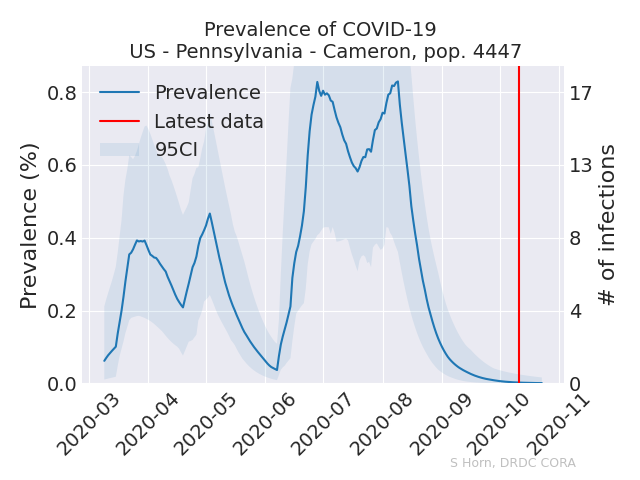 Prevalence of COVID-19
US - Pennsylvania - Cameron, pop. 4447
Prevalence
Latest data
95CI
Prevalence (%)
0.8
0.6
0.4
0.2
0.0
17
13
8
4
0
# of infections
2020-03
2020-04
2020-05
2020-06
2020-07
2020-08
2020-09
2020-10
2020-11
S Horn, DRDC CORA